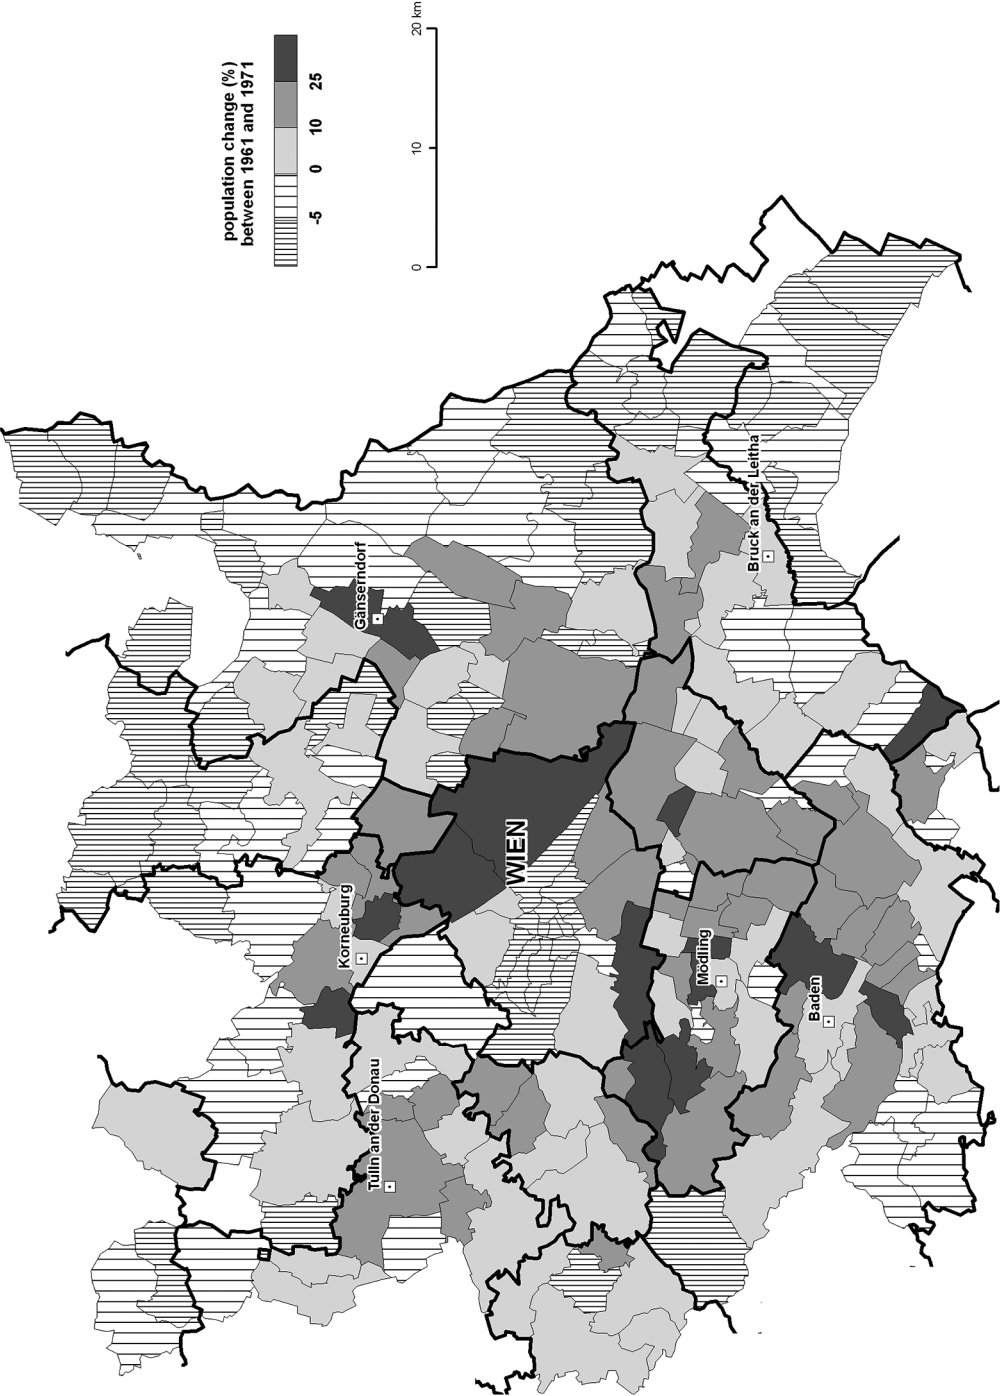 population change (%)
between 1961 and 1971
-5 0 10 25
0 10 20 km
Gänserndorf
Bruck an der Leitha
WIEN
Korneuburg
Mödling
Baden
Tulln an der Donau